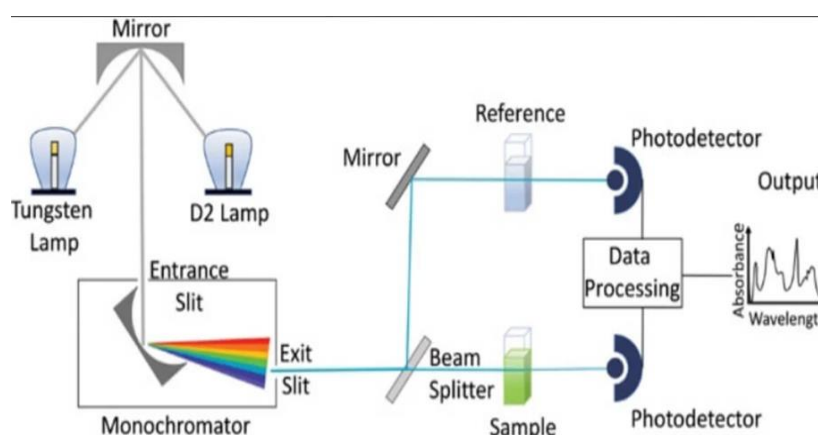 Mirror
Tungsten
Lamp
D2 Lamp
Entrance
Slit
Exit
Slit
Monochromator
Mirror
Reference
Photodetector
Beam
Splitter
Sample
Data
Processing
Photodetector
Output
Absorbance
Wavelength